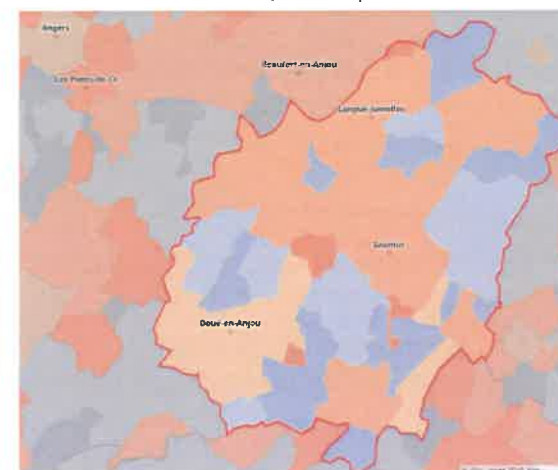 Angers
Beaufort-en-Anjou
Les Ponts-de-Cé
Longué-Jumelles
Saumur
Doué-en-Anjou